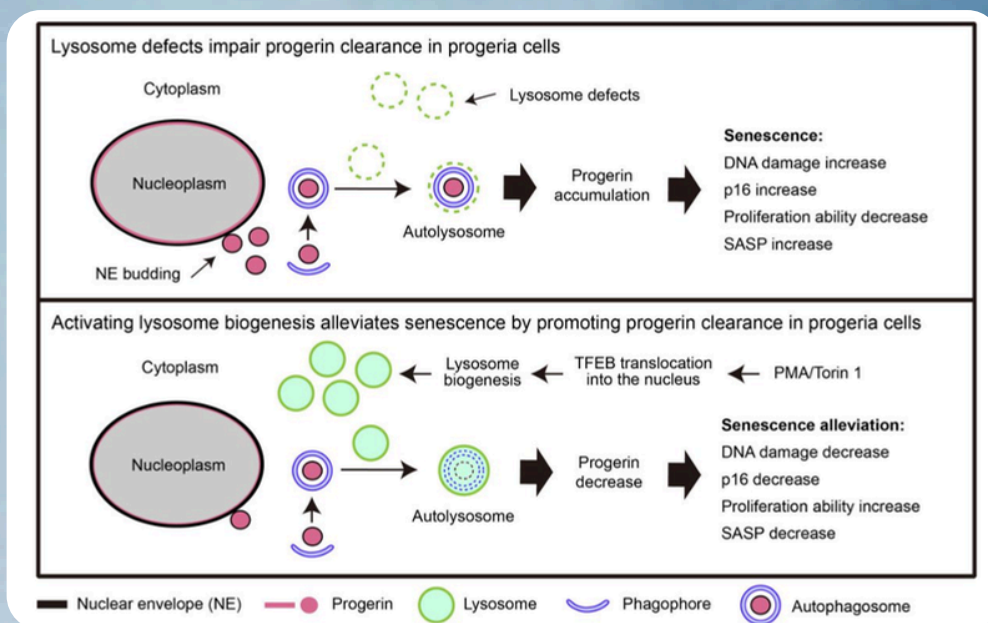 Lysosome defects impair progerin clearance in progeria cells
Cytoplasm
Lysosome defects
Nucleoplasm
NE budding
Autolysosome
Progerin
accumulation
Senescence:
DNA damage increase
p16 increase
Proliferation ability decrease
SASP increase
Activating lysosome biogenesis alleviates senescence by promoting progerin clearance in progeria cells
Cytoplasm
Lysosome
biogenesis
TFEB translocation
into the nucleus
PMA/Torin 1
Nucleoplasm
Autolysosome
Progerin
decrease
Senescence alleviation:
DNA damage decrease
p16 decrease
Proliferation ability increase
SASP decrease
Nuclear envelope (NE)
Progerin
Lysosome
Phagophore
Autophagosome